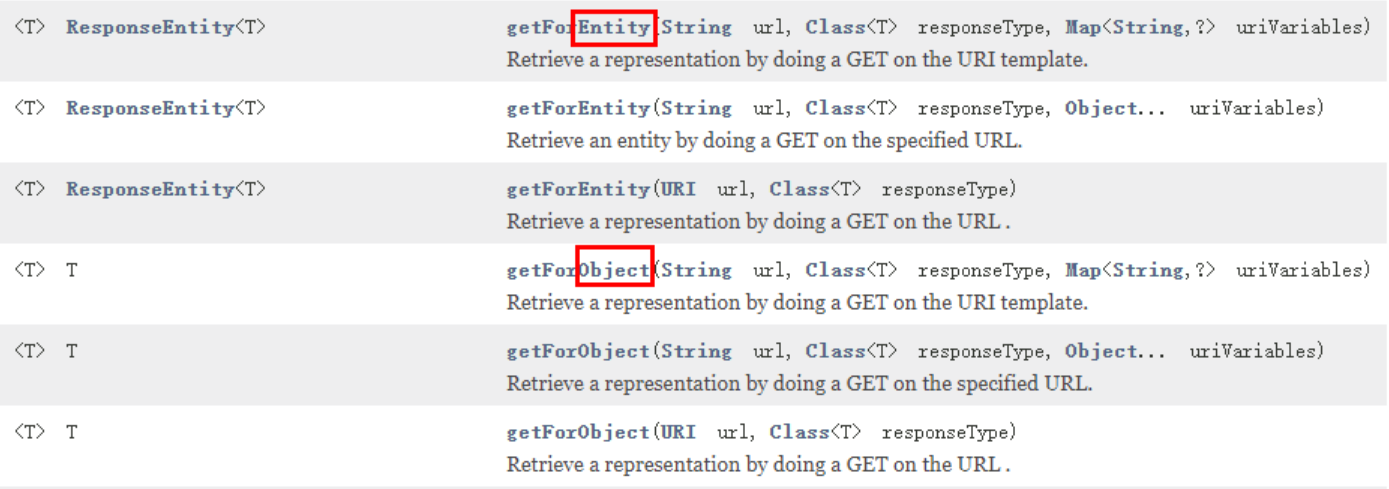 <T> ResponseEntity<T> getForEntity(String url, Class<T> responseType, Map<String,?> uriVariables)
Retrieve a representation by doing a GET on the URI template.
<T> ResponseEntity<T> getForEntity(String url, Class<T> responseType, Object... uriVariables)
Retrieve an entity by doing a GET on the specified URL.
<T> ResponseEntity<T> getForEntity(URI url, Class<T> responseType)
Retrieve a representation by doing a GET on the URL .
<T> T getForObject(String url, Class<T> responseType, Map<String,?> uriVariables)
Retrieve a representation by doing a GET on the URI template.
<T> T getForObject(String url, Class<T> responseType, Object... uriVariables)
Retrieve a representation by doing a GET on the specified URL.
<T> T getForObject(URI url, Class<T> responseType)
Retrieve a representation by doing a GET on the URL .